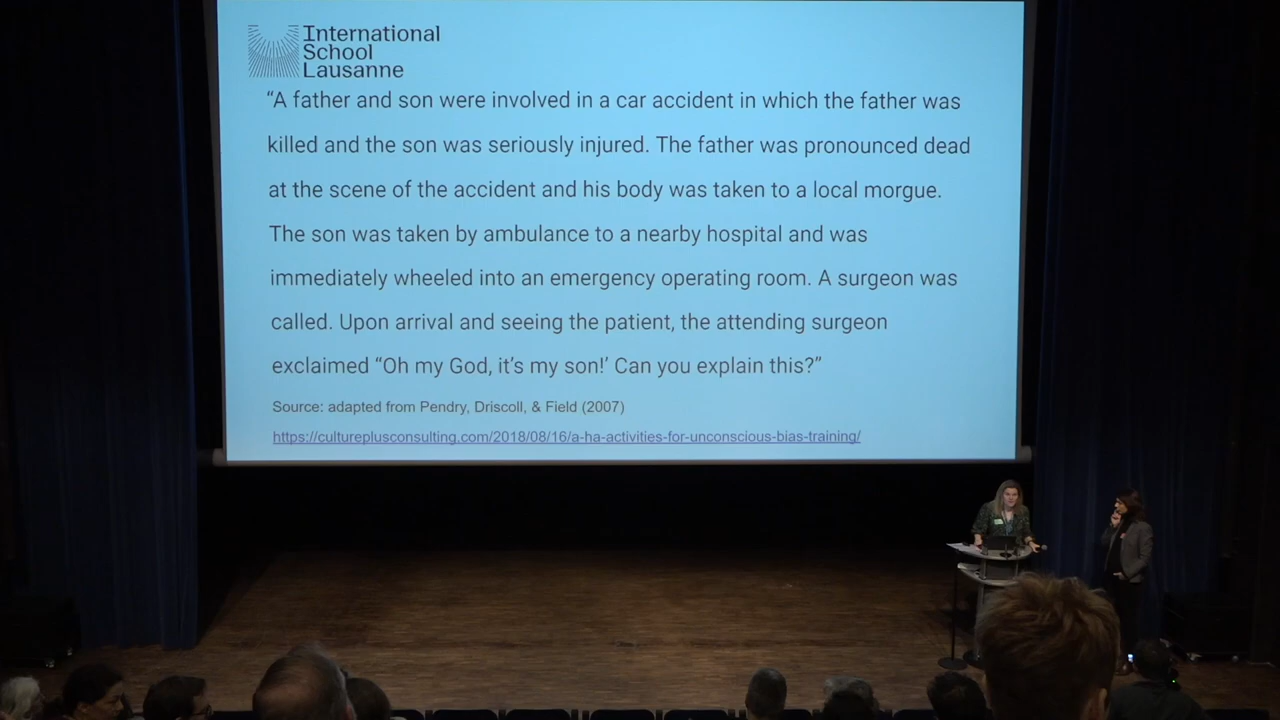 International
School
Lausanne
“A father and son were involved in a car accident in which the father was
killed and the son was seriously injured. The father was pronounced dead
at the scene of the accident and his body was taken to a local morgue.
The son was taken by ambulance to a nearby hospital and was
immediately wheeled into an emergency operating room. A surgeon was
called. Upon arrival and seeing the patient, the attending surgeon
exclaimed “Oh my God, it’s my son!’ Can you explain this?”
Source: adapted from Pendry, Driscoll, & Field (2007)
https://cultureplusconsulting.com/2018/08/16/a-ha-activities-for-unconscious-bias-training/